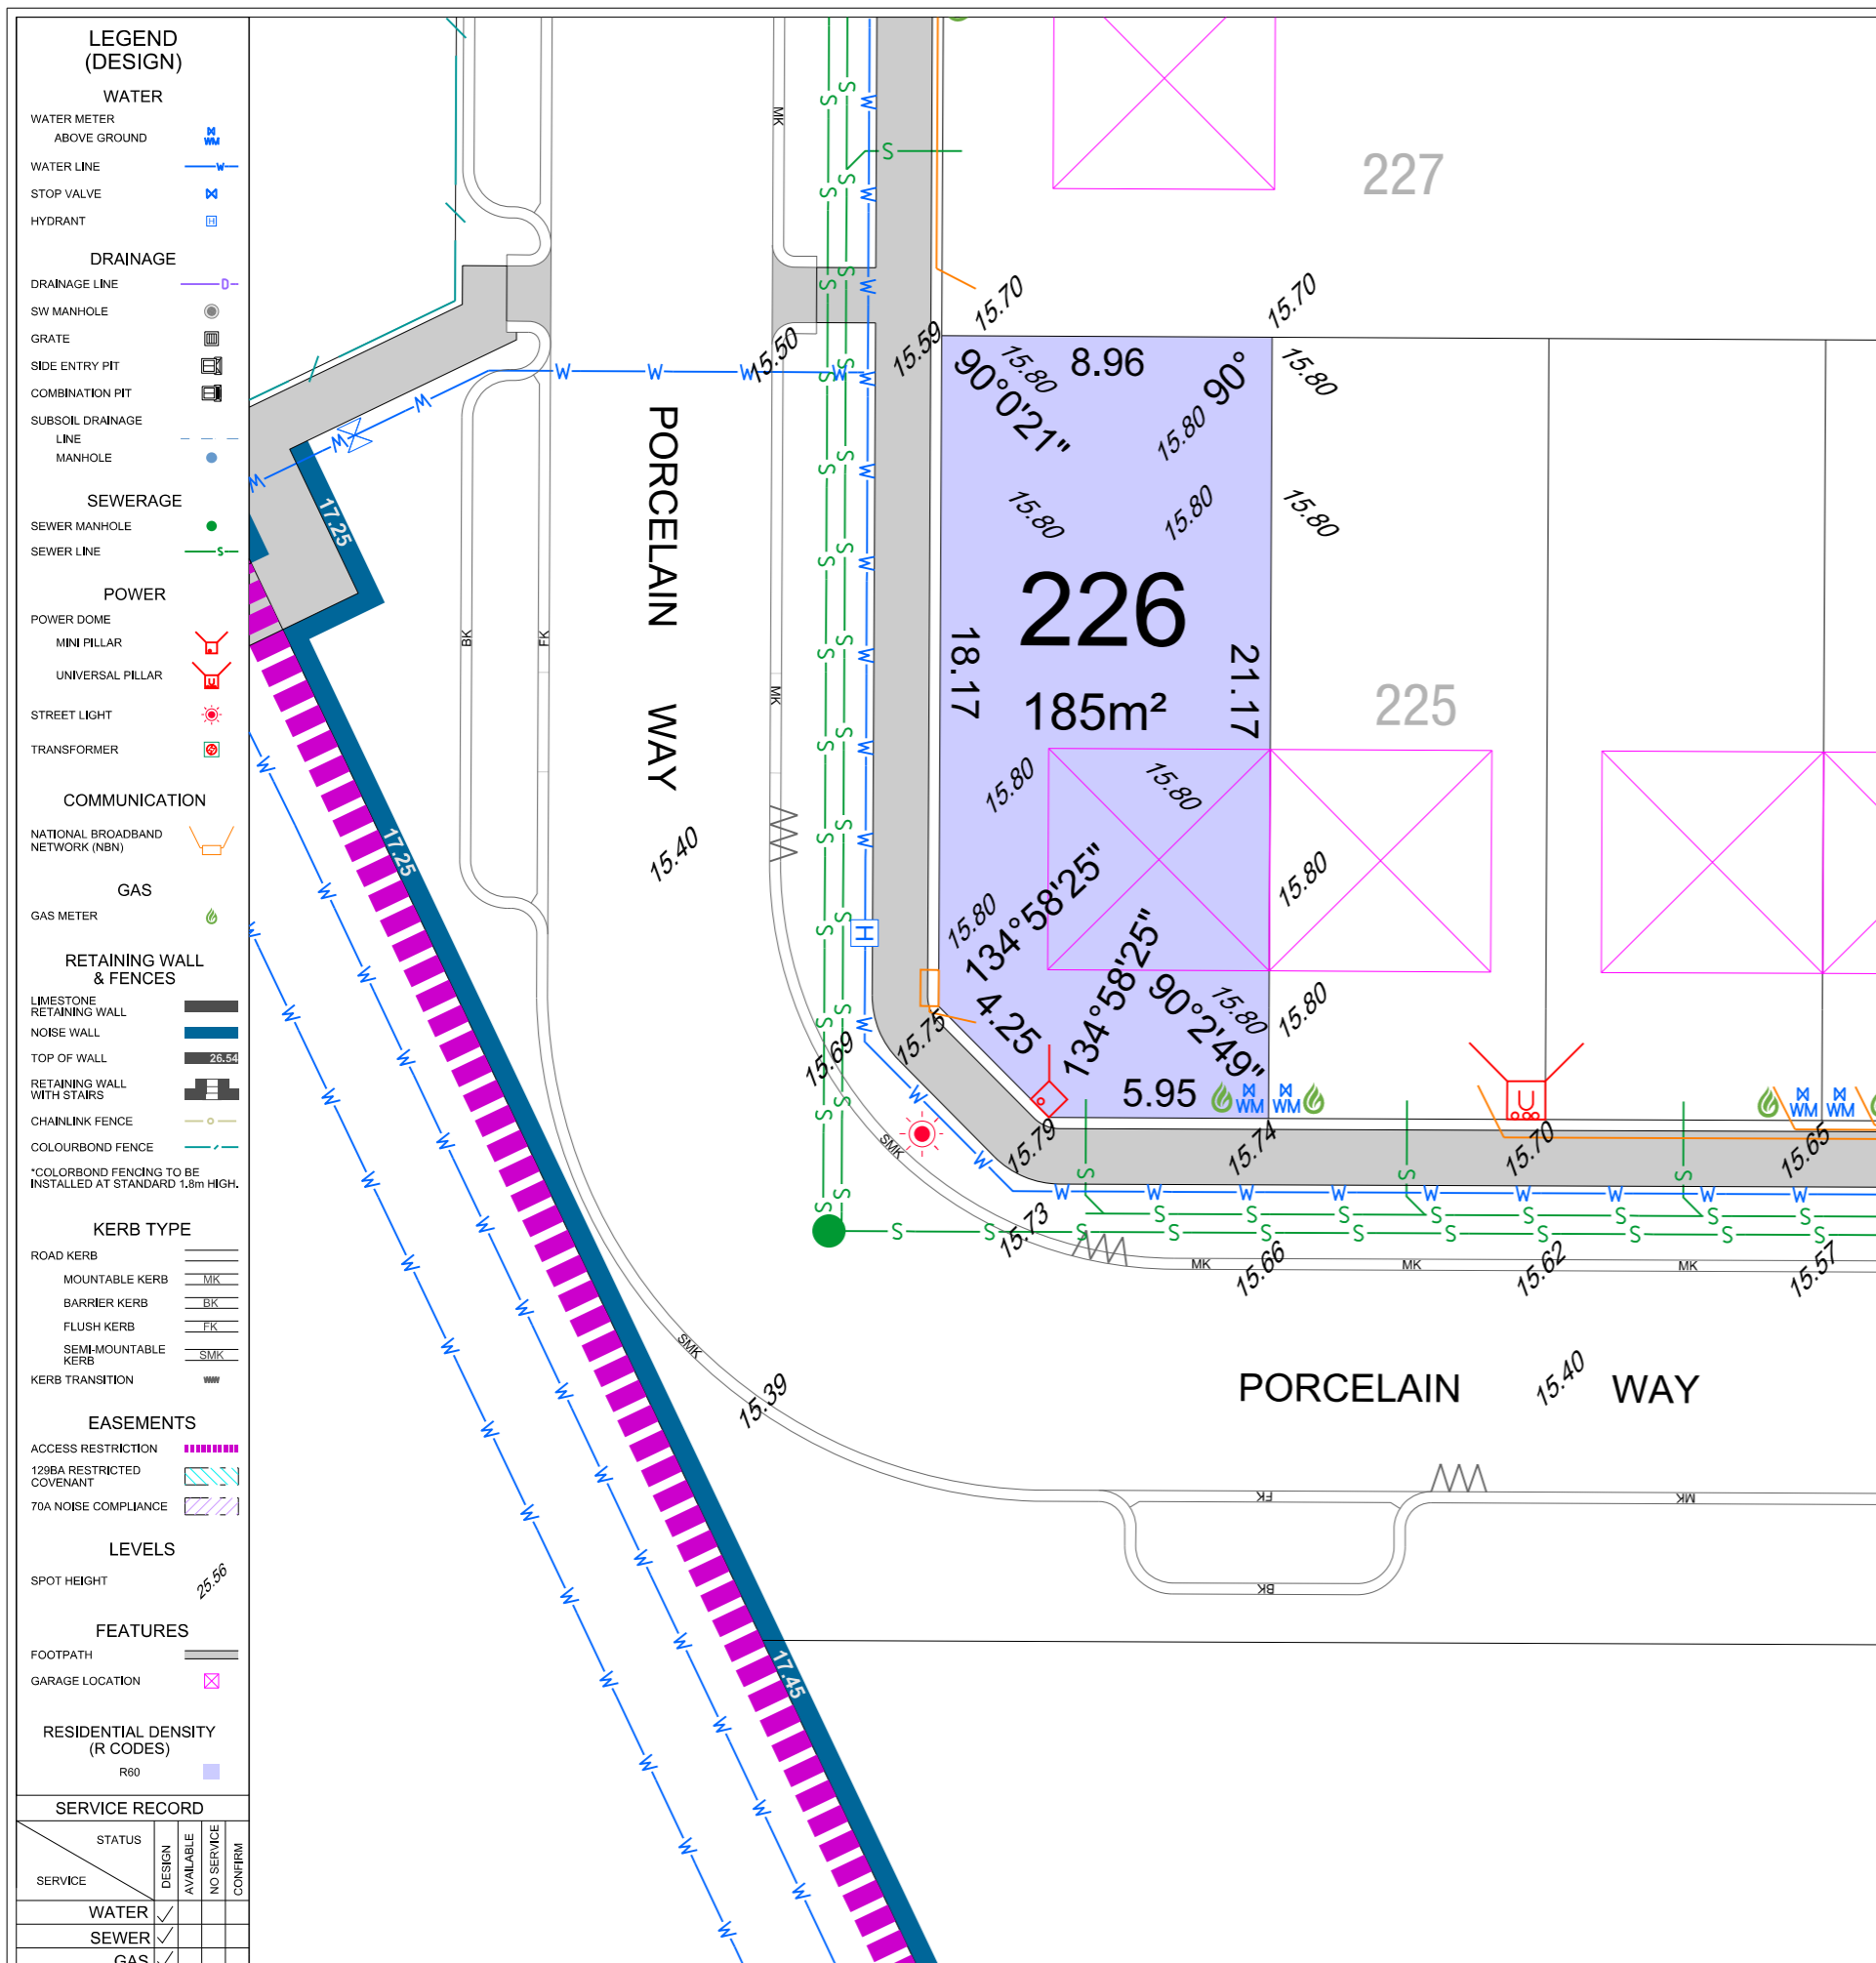 LEGEND
(DESIGN)
WATER
WATER METER
ABOVE GROUND
WM
WATER LINE
W
STOP VALVE
HYDRANT
H
DRAINAGE
DRAINAGE LINE
D
SW MANHOLE
GRATE
SIDE ENTRY PIT
COMBINATION PIT
SUBSOIL DRAINAGE
LINE
MANHOLE
SEWERAGE
SEWER MANHOLE
SEWER LINE
S
POWER
POWER DOME
MINI PILLAR
UNIVERSAL PILLAR
U
STREET LIGHT
TRANSFORMER
COMMUNICATION
NATIONAL BROADBAND
NETWORK (NBN)
GAS
GAS METER
RETAINING WALL
& FENCES
LIMESTONE
RETAINING WALL
NOISE WALL
TOP OF WALL
26.54
RETAINING WALL
WITH STAIRS
CHAINLINK FENCE
COLOURBOND FENCE
*COLORBOND FENCING TO BE
INSTALLED AT STANDARD 1.8m HIGH.
KERB TYPE
ROAD KERB
MOUNTABLE KERB
MK
BARRIER KERB
BK
FLUSH KERB
FK
SEMI-MOUNTABLE
KERB
SMK
KERB TRANSITION
EASEMENTS
ACCESS RESTRICTION
129BA RESTRICTED
COVENANT
70A NOISE COMPLIANCE
LEVELS
SPOT HEIGHT
25.56
FEATURES
FOOTPATH
GARAGE LOCATION
RESIDENTIAL DENSITY
(R CODES)
R60
SERVICE RECORD
STATUS
SERVICE
DESIGN
AVAILABLE
NO SERVICE
CONFIRM
WATER
SEWER
GAS
227
15.70
15.70
15.50
15.59
8.96
90°0'21"
90°
15.80
15.80
15.80
15.80
15.80
15.80
226
185m²
18.17
21.17
225
15.80
15.80
15.80
15.80
134°58'25"
134°58'25"
90°2'49"
15.80
15.80
4.25
5.95
WM
WM
U
WM
WM
H
PORCELAIN WAY
15.40
15.69
15.75
15.79
15.74
15.70
15.65
15.73
15.66
15.62
15.57
PORCELAIN WAY
15.40
15.39
17.25
17.25
17.45
MK
MK
BK
FK
SMK
SMK
MK
MK
MK
FK
MK
BK